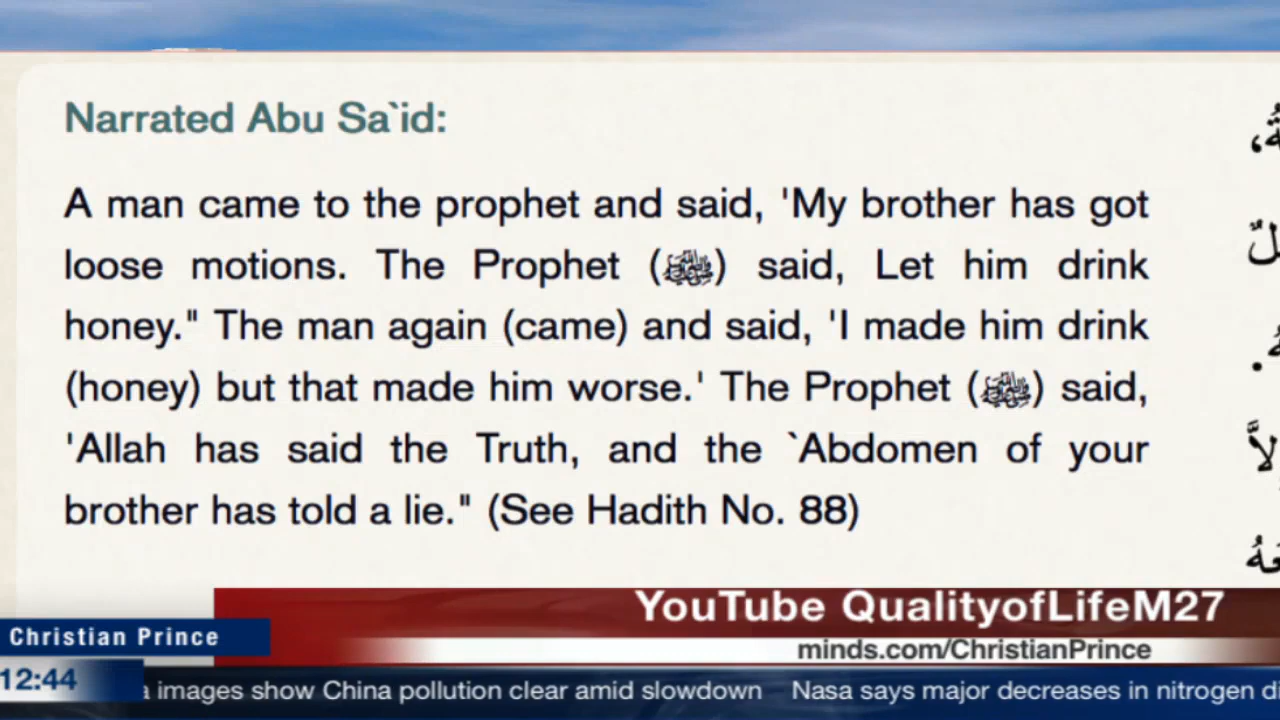 Narrated Abu Sa`id:
A man came to the prophet and said, 'My brother has got
loose motions. The Prophet (ﷺ) said, Let him drink
honey." The man again (came) and said, 'I made him drink
(honey) but that made him worse.' The Prophet (ﷺ) said,
'Allah has said the Truth, and the `Abdomen of your
brother has told a lie." (See Hadith No. 88)
YouTube QualityofLifeM27
Christian Prince
minds.com/ChristianPrince
12:44
a images show China pollution clear amid slowdown Nasa says major decreases in nitrogen di